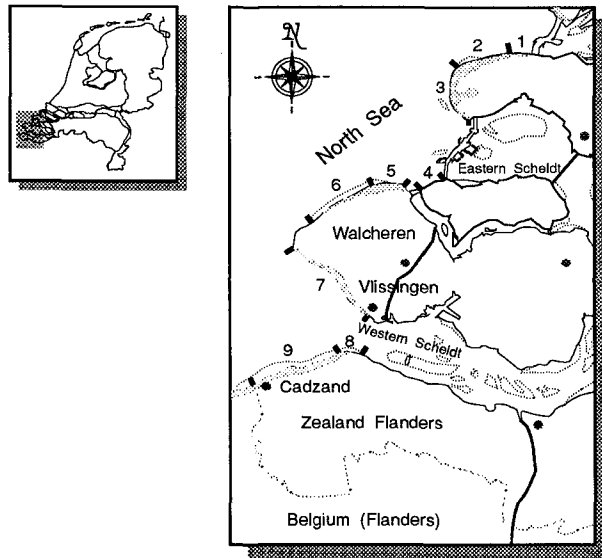 N
1
2
3
North Sea
Eastern Scheldt
4
5
6
Walcheren
7
Vlissingen
Western Scheldt
8
9
Cadzand
Zealand Flanders
Belgium (Flanders)